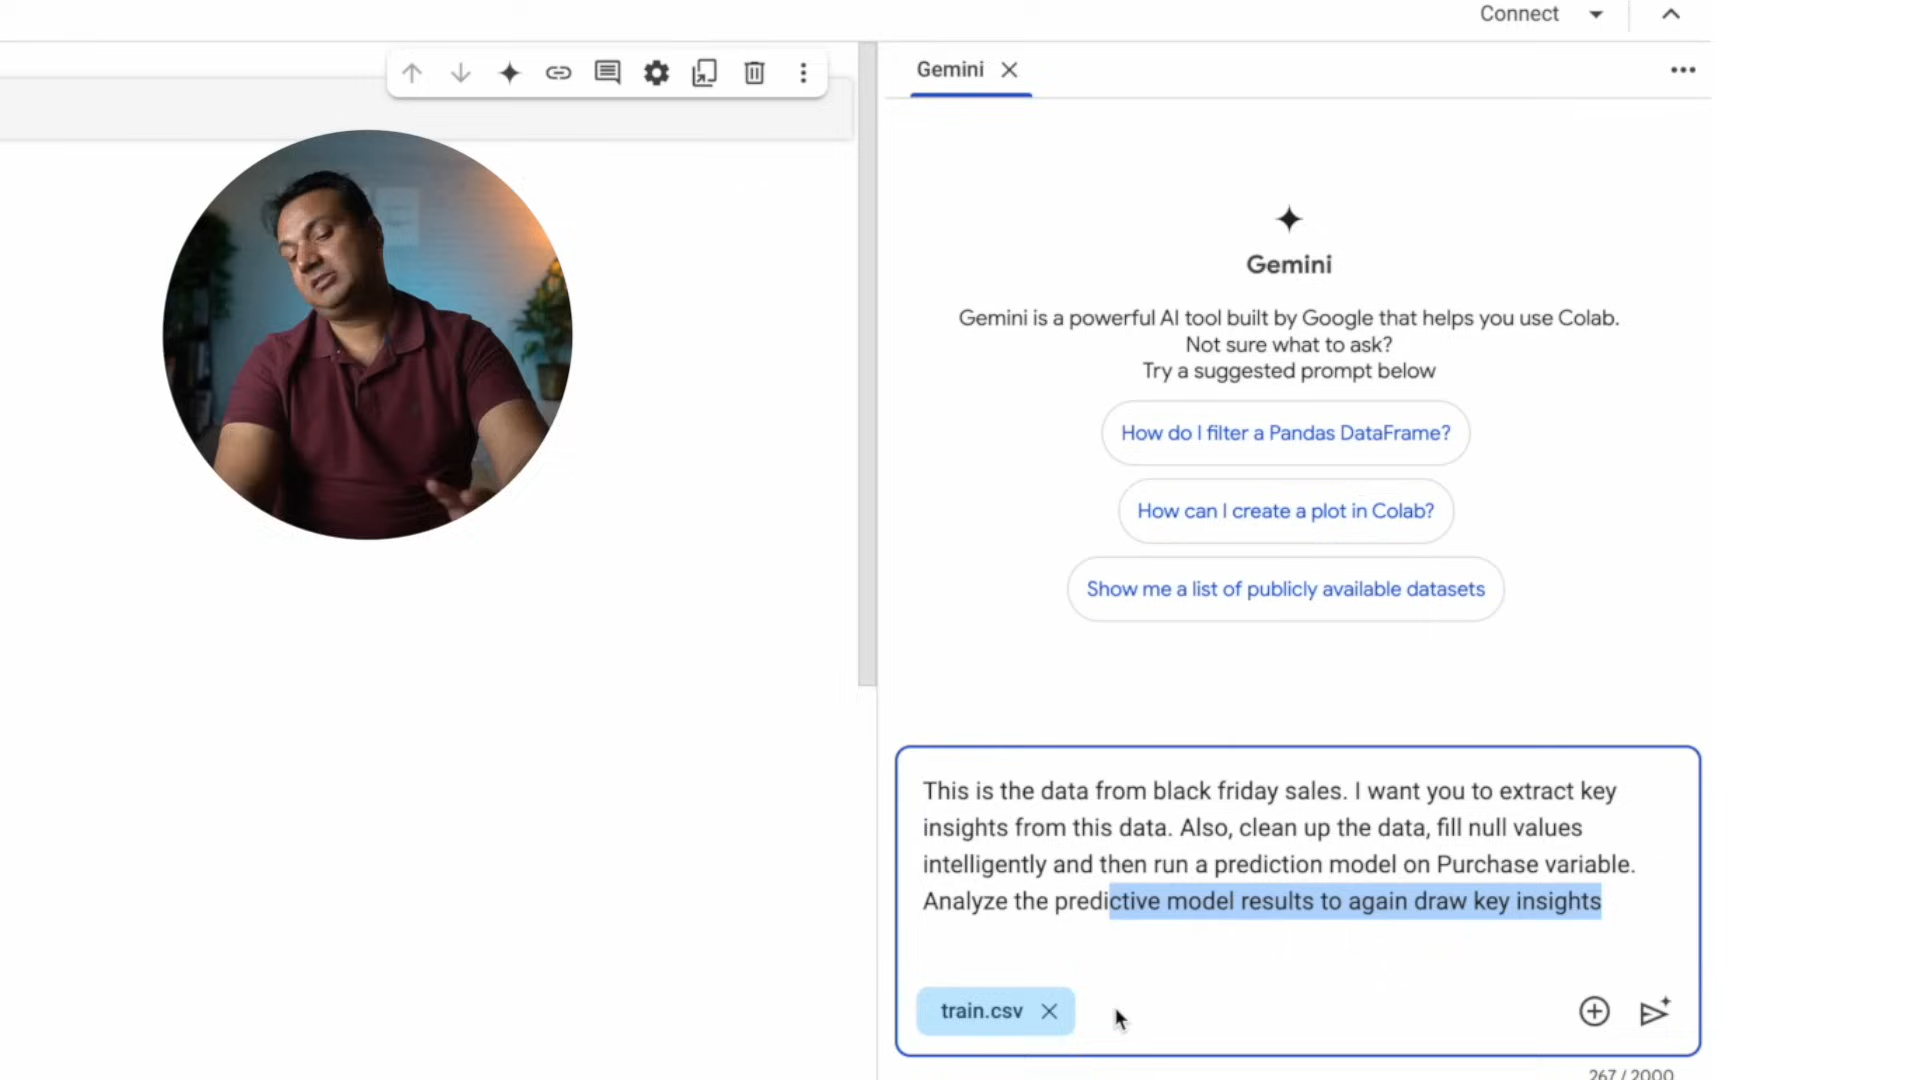 Connect
Gemini
Gemini
Gemini is a powerful AI tool built by Google that helps you use Colab.
Not sure what to ask?
Try a suggested prompt below
How do I filter a Pandas DataFrame?
How can I create a plot in Colab?
Show me a list of publicly available datasets
This is the data from black friday sales. I want you to extract key
insights from this data. Also, clean up the data, fill null values
intelligently and then run a prediction model on Purchase variable.
Analyze the predictive model results to again draw key insights
train.csv
267 / 2000